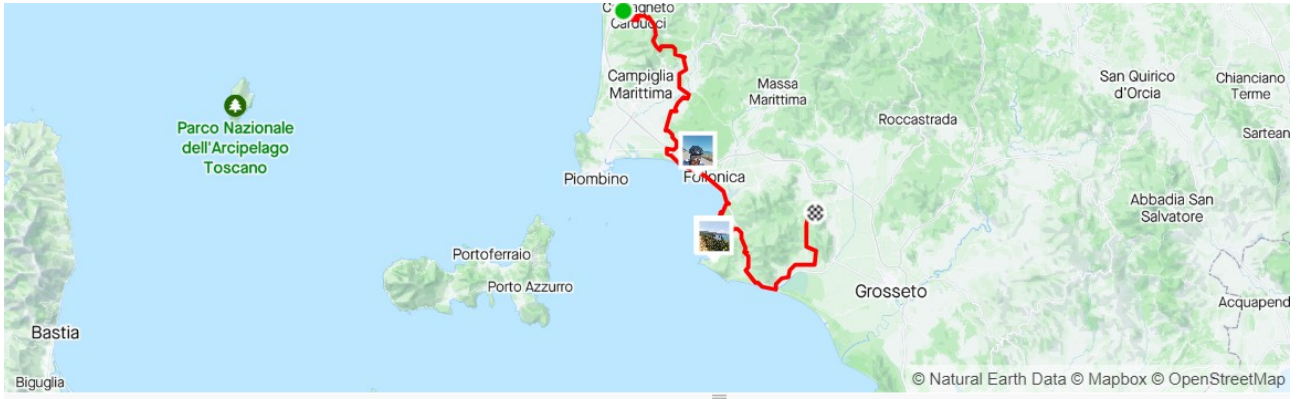 Carducci
Campiglia
Marittima
Massa
Marittima
San Quirico
d'Orcia
Chianciano
Terme
Parco Nazionale
dell'Arcipelago
Toscano
Roccastrada
Sartean
Piombino
Follonica
Abbadia San
Salvatore
Portoferraio
Porto Azzurro
Grosseto
Acquapend
Bastia
Biguglia
© Natural Earth Data © Mapbox © OpenStreetMap